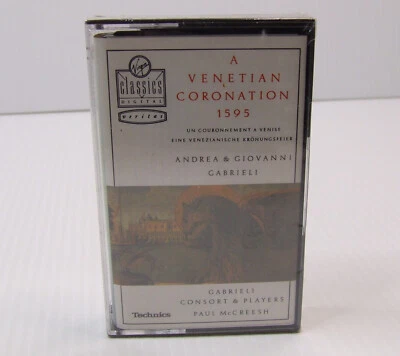 Virgin
classics
DIGITAL
veritas
A
VENETIAN
CORONATION
1595
UN COURONNEMENT A VENISE
EINE VENEZIANISCHE KRÖNUNGSFEIER
ANDREA & GIOVANNI
GABRIELI
GABRIELI
CONSORT & PLAYERS
PAUL McCREESH
Technics